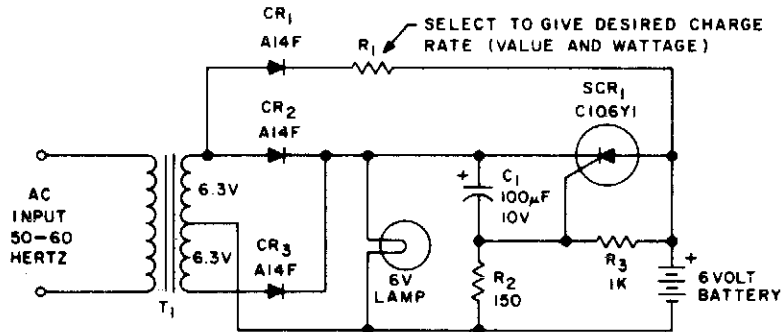 CR1
A14F
R1
SELECT TO GIVE DESIRED CHARGE
RATE (VALUE AND WATTAGE)
SCR1
C106Y1
CR2
A14F
AC
INPUT
50-60
HERTZ
6.3V
6.3V
T1
CR3
A14F
6V
LAMP
+
C1
100µF
10V
R2
150
R3
1K
+
6 VOLT
BATTERY